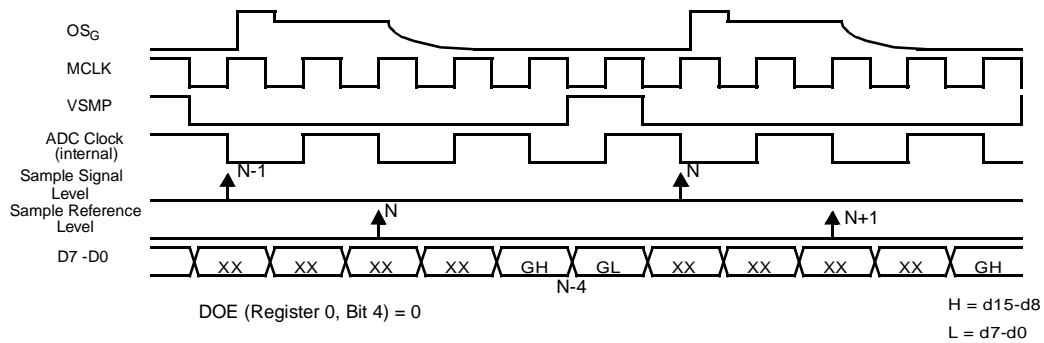 OSG
MCLK
VSMP
ADC Clock
(internal)
Sample Signal
Level
N-1
N
Sample Reference
Level
N
N+1
D7 -D0
XX XX XX XX GH GL XX XX XX XX GH
N-4
DOE (Register 0, Bit 4) = 0
H = d15-d8
L = d7-d0